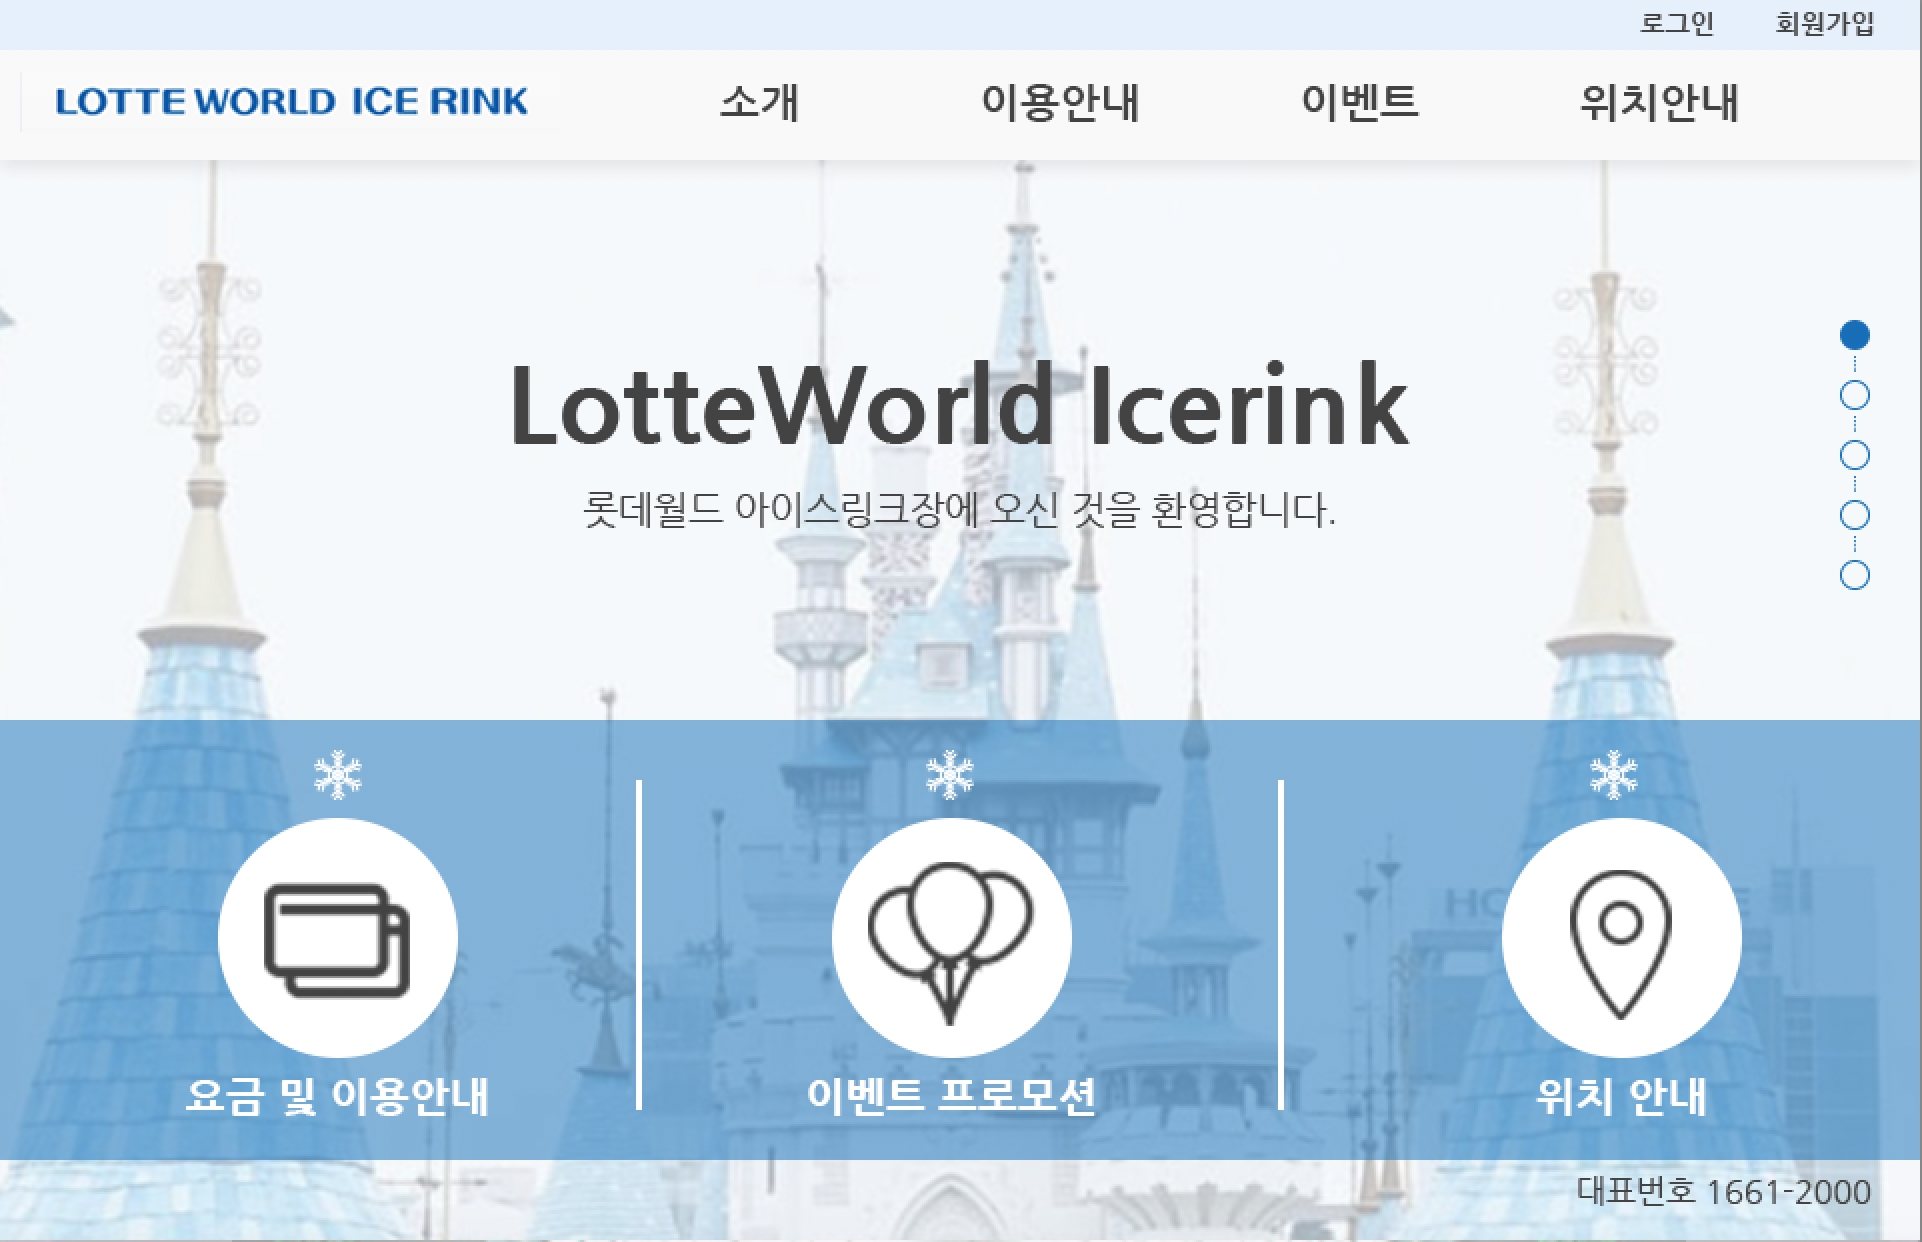 로그인 회원가입
LOTTE WORLD ICE RINK 소개 이용안내 이벤트 위치안내
LotteWorld Icerink
롯데월드 아이스링크장에 오신 것을 환영합니다.
요금 및 이용안내 이벤트 프로모션 위치 안내
대표번호 1661-2000